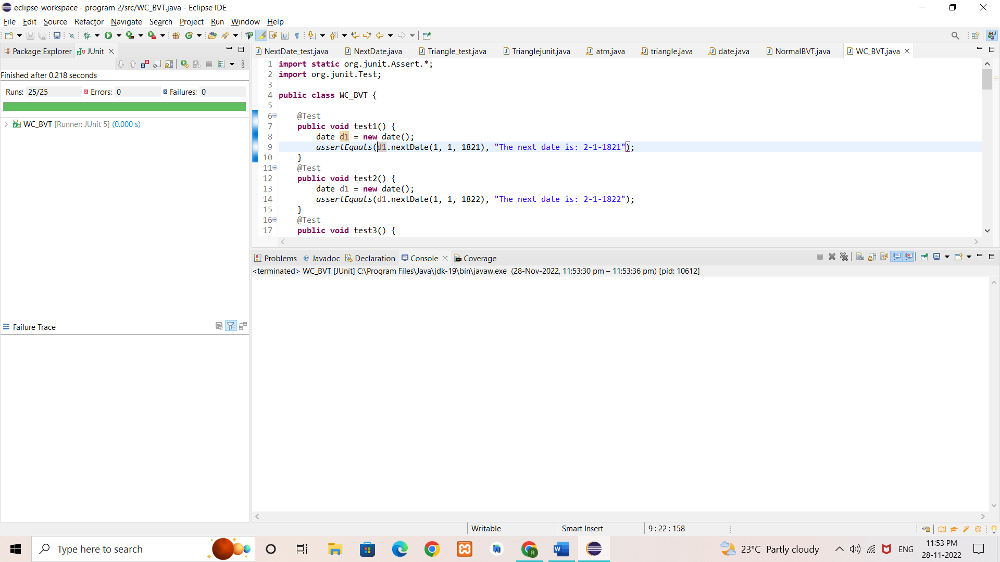 eclipse-workspace - program 2/src/WC_BVT.java - Eclipse IDE
File Edit Source Refactor Navigate Search Project Run Window Help
Package Explorer JUnit
Finished after 0.218 seconds
Runs: 25/25 Errors: 0 Failures: 0
WC_BVT [Runner: JUnit 5] (0.000 s)
Failure Trace
NextDate_test.java NextDate.java Triangle_test.java Trianglejunit.java atm.java triangle.java date.java NormalBVT.java WC_BVT.java
1 import static org.junit.Assert.*;
2 import org.junit.Test;
3
4 public class WC_BVT {
5
6 @Test
7 public void test1() {
8 date d1 = new date();
9 assertEquals(d1.nextDate(1, 1, 1821), "The next date is: 2-1-1821");
10 }
11 @Test
12 public void test2() {
13 date d1 = new date();
14 assertEquals(d1.nextDate(1, 1, 1822), "The next date is: 2-1-1822");
15 }
16 @Test
17 public void test3() {
Problems Javadoc Declaration Console Coverage
<terminated> WC_BVT [JUnit] C:\Program Files\Java\jdk-19\bin\javaw.exe (28-Nov-2022, 11:53:30 pm – 11:53:36 pm) [pid: 10612]
Writable Smart Insert 9 : 22 : 158
Type here to search
23°C Partly cloudy
ENG
11:53 PM
28-11-2022